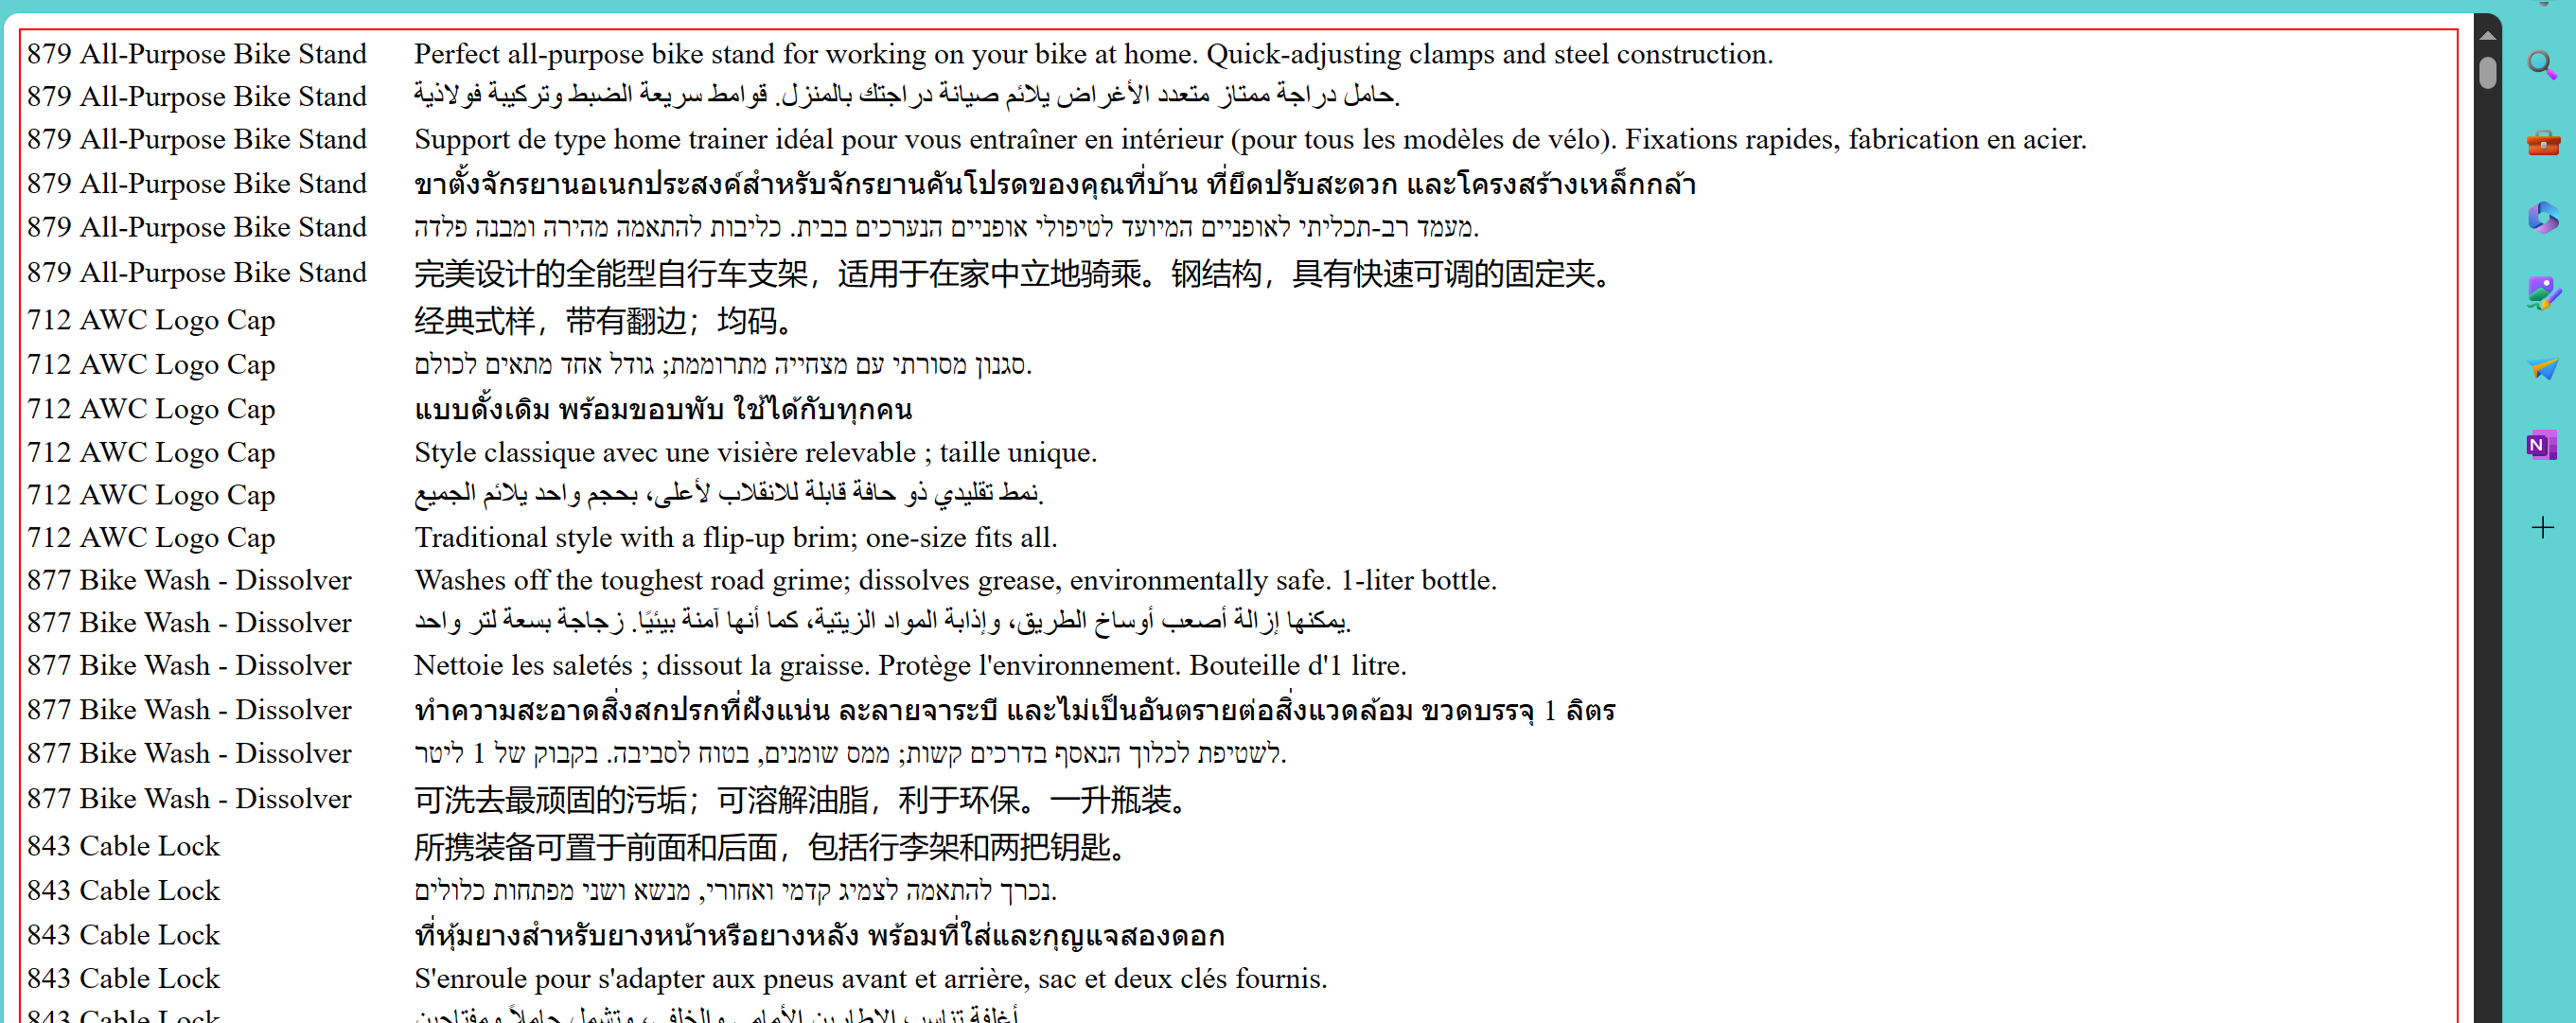 879 All-Purpose Bike Stand Perfect all-purpose bike stand for working on your bike at home. Quick-adjusting clamps and steel construction.
879 All-Purpose Bike Stand حامل دراجة ممتاز متعدد الأغراض يلائم صيانة دراجتك بالمنزل. قوامط سريعة الضبط وتركيبة فولاذية.
879 All-Purpose Bike Stand Support de type home trainer idéal pour vous entraîner en intérieur (pour tous les modèles de vélo). Fixations rapides, fabrication en acier.
879 All-Purpose Bike Stand ขาตั้งจักรยานอเนกประสงค์สำหรับจักรยานคันโปรดของคุณที่บ้าน ที่ยึดปรับสะดวก และโครงสร้างเหล็กกล้า
879 All-Purpose Bike Stand מעמד רב-תכליתי לאופניים המיועד לטיפולי אופניים הנערכים בבית. כליבות להתאמה מהירה ומבנה פלדה.
879 All-Purpose Bike Stand 完美设计的全能型自行车支架，适用于在家中立地骑乘。钢结构，具有快速可调的固定夹。
712 AWC Logo Cap 经典式样，带有翻边；均码。
712 AWC Logo Cap סגנון מסורתי עם מצחייה מתרוממת; גודל אחד מתאים לכולם.
712 AWC Logo Cap แบบดั้งเดิม พร้อมขอบพับ ใช้ได้กับทุกคน
712 AWC Logo Cap Style classique avec une visière relevable ; taille unique.
712 AWC Logo Cap نمط تقليدي ذو حافة قابلة للانقلاب لأعلى، بحجم واحد يلائم الجميع.
712 AWC Logo Cap Traditional style with a flip-up brim; one-size fits all.
877 Bike Wash - Dissolver Washes off the toughest road grime; dissolves grease, environmentally safe. 1-liter bottle.
877 Bike Wash - Dissolver يمكنها إزالة أصعب أوساخ الطريق، وإذابة المواد الزيتية، كما أنها آمنة بيئيًا. زجاجة بسعة لتر واحد.
877 Bike Wash - Dissolver Nettoie les saletés ; dissout la graisse. Protège l'environnement. Bouteille d'1 litre.
877 Bike Wash - Dissolver ทำความสะอาดสิ่งสกปรกที่ฝังแน่น ละลายจาระบี และไม่เป็นอันตรายต่อสิ่งแวดล้อม ขวดบรรจุ 1 ลิตร
877 Bike Wash - Dissolver לשטיפת לכלוך הנאסף בדרכים קשות; ממס שומנים, בטוח לסביבה. בקבוק של 1 ליטר.
877 Bike Wash - Dissolver 可洗去最顽固的污垢；可溶解油脂，利于环保。一升瓶装。
843 Cable Lock 所携装备可置于前面和后面，包括行李架和两把钥匙。
843 Cable Lock נכרך להתאמה לצמיג קדמי ואחורי, מנשא ושני מפתחות כלולים.
843 Cable Lock ที่หุ้มยางสำหรับยางหน้าหรือยางหลัง พร้อมที่ใส่และกุญแจสองดอก
843 Cable Lock S'enroule pour s'adapter aux pneus avant et arrière, sac et deux clés fournis.
843 Cable Lock أغلفة تناسب الإطارين الأمامي والخلفي، وتشمل حاملاً ومفتاحين
N